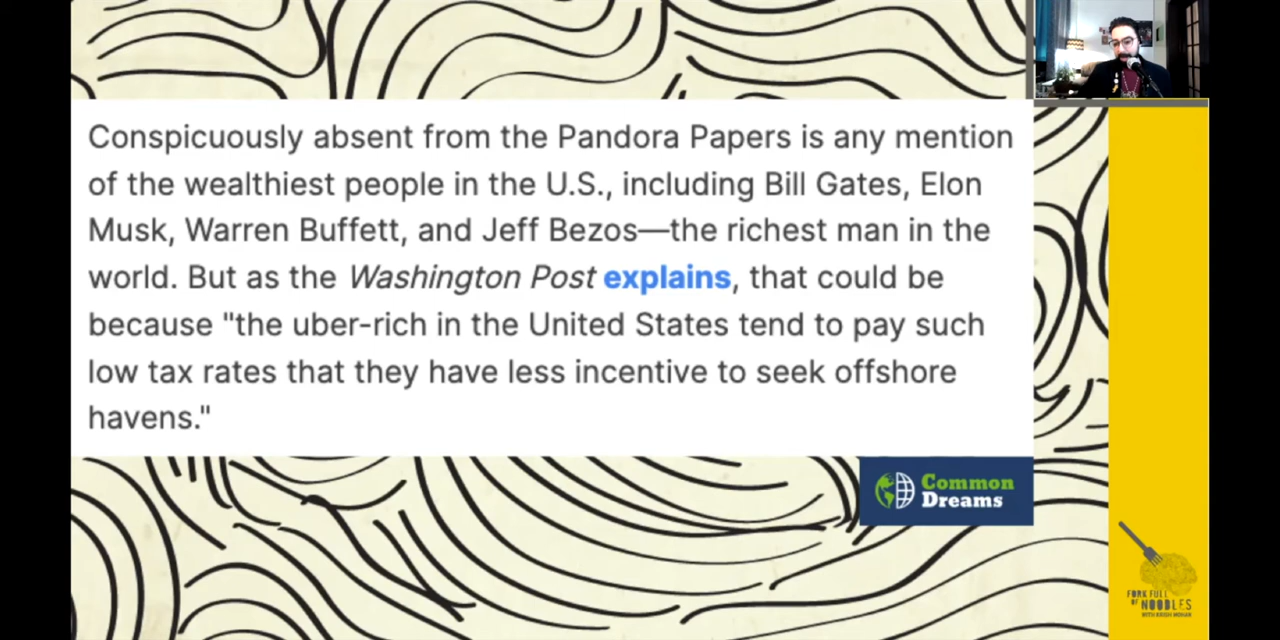 Conspicuously absent from the Pandora Papers is any mention
of the wealthiest people in the U.S., including Bill Gates, Elon
Musk, Warren Buffett, and Jeff Bezos—the richest man in the
world. But as the Washington Post explains, that could be
because "the uber-rich in the United States tend to pay such
low tax rates that they have less incentive to seek offshore
havens."
Common
Dreams
FORK FULL
OF NOODLES
WITH KRISH MOHAN